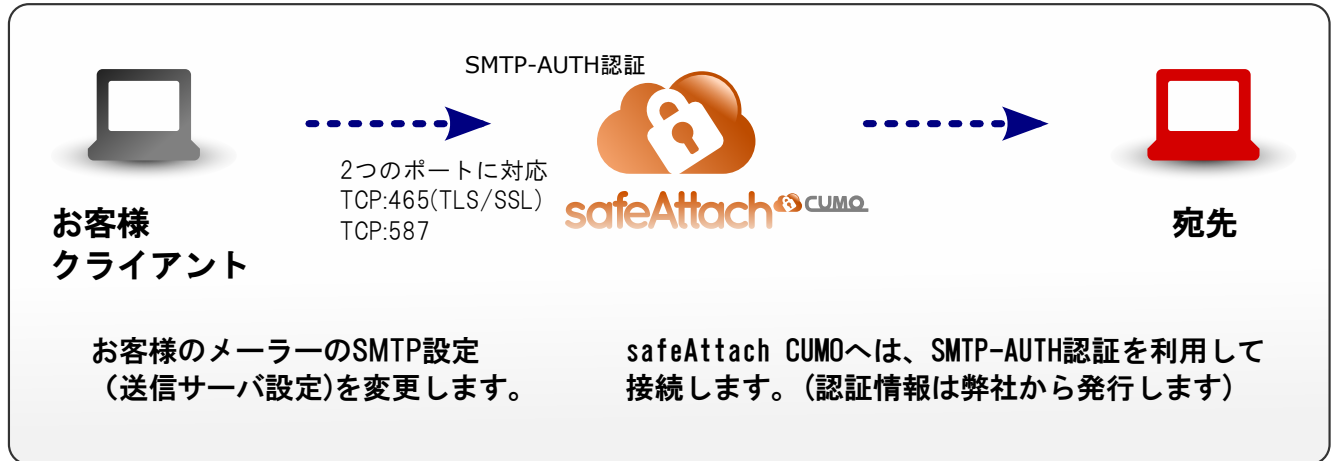 SMTP-AUTH認証
2つのポートに対応
TCP:465(TLS/SSL)
TCP:587
safeAttach CUMO
お客様
クライアント
宛先
お客様のメーラーのSMTP設定
（送信サーバ設定)を変更します。
safeAttach CUMOへは、SMTP-AUTH認証を利用して
接続します。(認証情報は弊社から発行します)